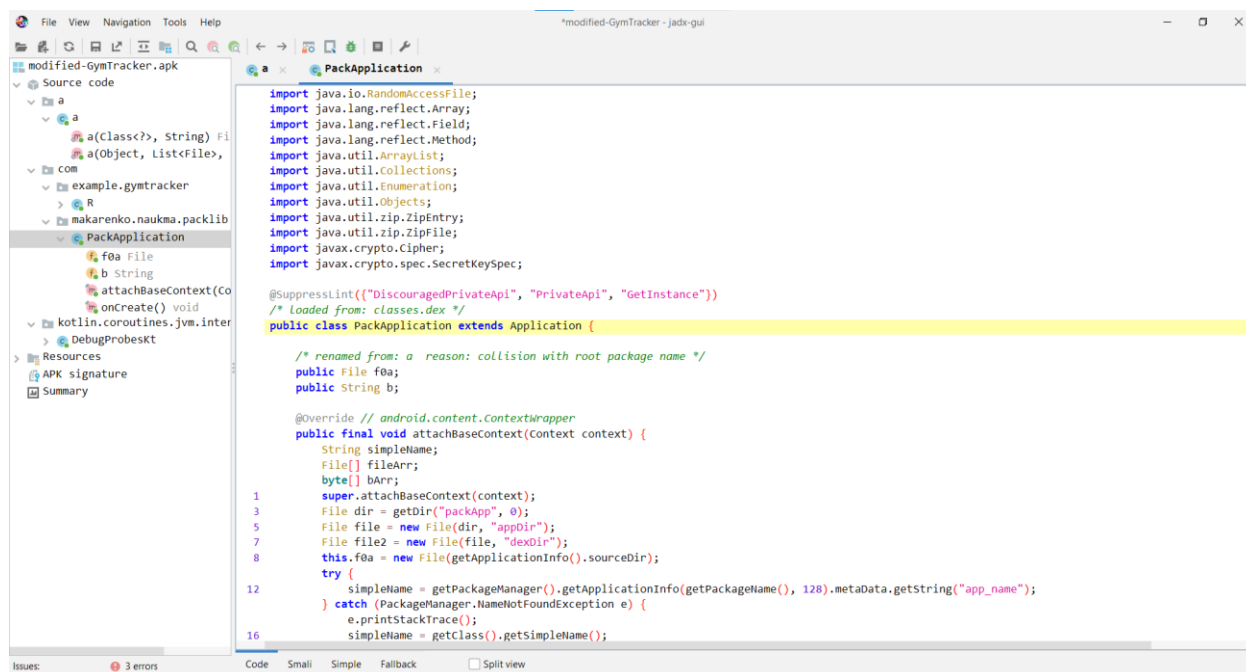 File View Navigation Tools Help
*modified-GymTracker - jadx-gui
modified-GymTracker.apk
Source code
a
a
a(Class<?>, String) Fi
a(Object, List<File>,
com
example.gymtracker
R
makarenko.naukma.packlib
PackApplication
f0a File
b String
attachBaseContext(Co
onCreate() void
kotlin.coroutines.jvm.inter
DebugProbesKt
Resources
APK signature
Summary
a
PackApplication
import java.io.RandomAccessFile;
import java.lang.reflect.Array;
import java.lang.reflect.Field;
import java.lang.reflect.Method;
import java.util.ArrayList;
import java.util.Collections;
import java.util.Enumeration;
import java.util.Objects;
import java.util.zip.ZipEntry;
import java.util.zip.ZipFile;
import javax.crypto.Cipher;
import javax.crypto.spec.SecretKeySpec;
@SuppressLint({"DiscouragedPrivateApi", "PrivateApi", "GetInstance"})
/* loaded from: classes.dex */
public class PackApplication extends Application {
/* renamed from: a reason: collision with root package name */
public File f0a;
public String b;
@Override // android.content.ContextWrapper
public final void attachBaseContext(Context context) {
String simpleName;
File[] fileArr;
byte[] bArr;
1 super.attachBaseContext(context);
3 File dir = getDir("packApp", 0);
5 File file = new File(dir, "appDir");
7 File file2 = new File(file, "dexDir");
8 this.f0a = new File(getApplicationInfo().sourceDir);
try {
12 simpleName = getPackageManager().getApplicationInfo(getPackageName(), 128).metaData.getString("app_name");
} catch (PackageManager.NameNotFoundException e) {
e.printStackTrace();
16 simpleName = getClass().getSimpleName();
Issues: 3 errors
Code Smali Simple Fallback Split view